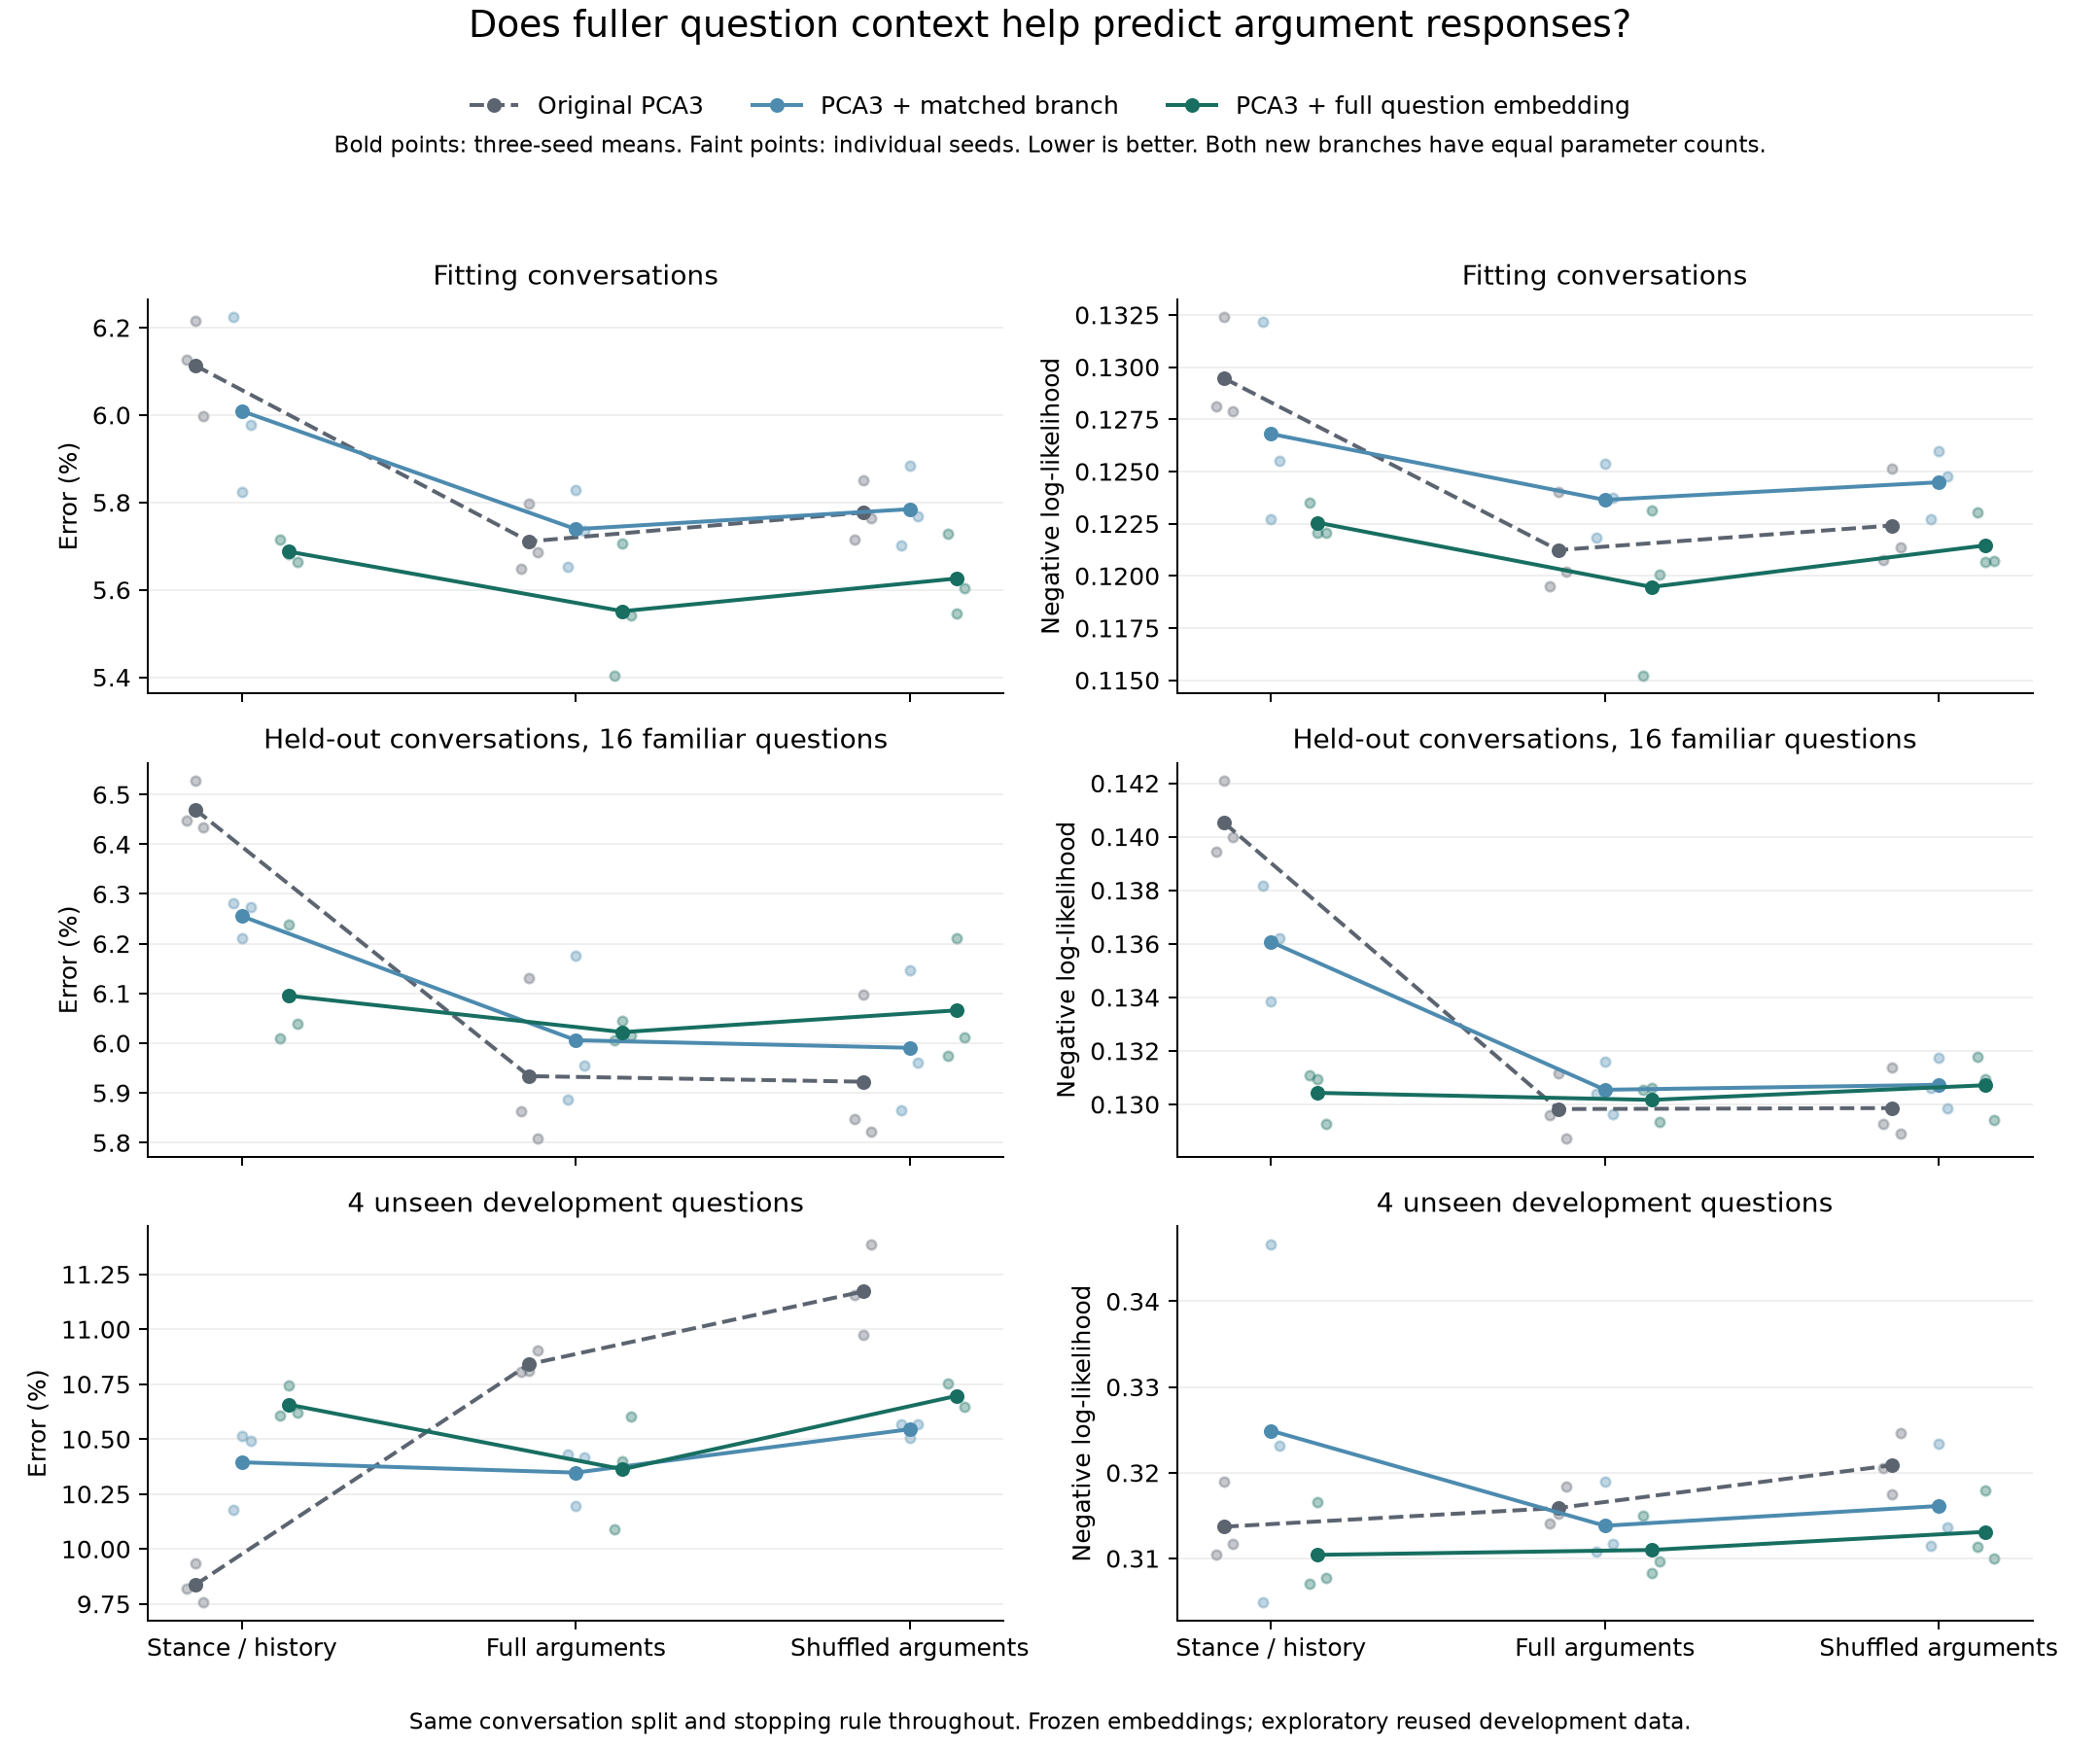 Does fuller question context help predict argument responses?
Original PCA3
PCA3 + matched branch
PCA3 + full question embedding
Bold points: three-seed means. Faint points: individual seeds. Lower is better. Both new branches have equal parameter counts.
Fitting conversations
Error (%)
6.2
6.0
5.8
5.6
5.4
Fitting conversations
Negative log-likelihood
0.1325
0.1300
0.1275
0.1250
0.1225
0.1200
0.1175
0.1150
Held-out conversations, 16 familiar questions
Error (%)
6.5
6.4
6.3
6.2
6.1
6.0
5.9
5.8
Held-out conversations, 16 familiar questions
Negative log-likelihood
0.142
0.140
0.138
0.136
0.134
0.132
0.130
4 unseen development questions
Error (%)
11.25
11.00
10.75
10.50
10.25
10.00
9.75
Stance / history
Full arguments
Shuffled arguments
4 unseen development questions
Negative log-likelihood
0.34
0.33
0.32
0.31
Stance / history
Full arguments
Shuffled arguments
Same conversation split and stopping rule throughout. Frozen embeddings; exploratory reused development data.